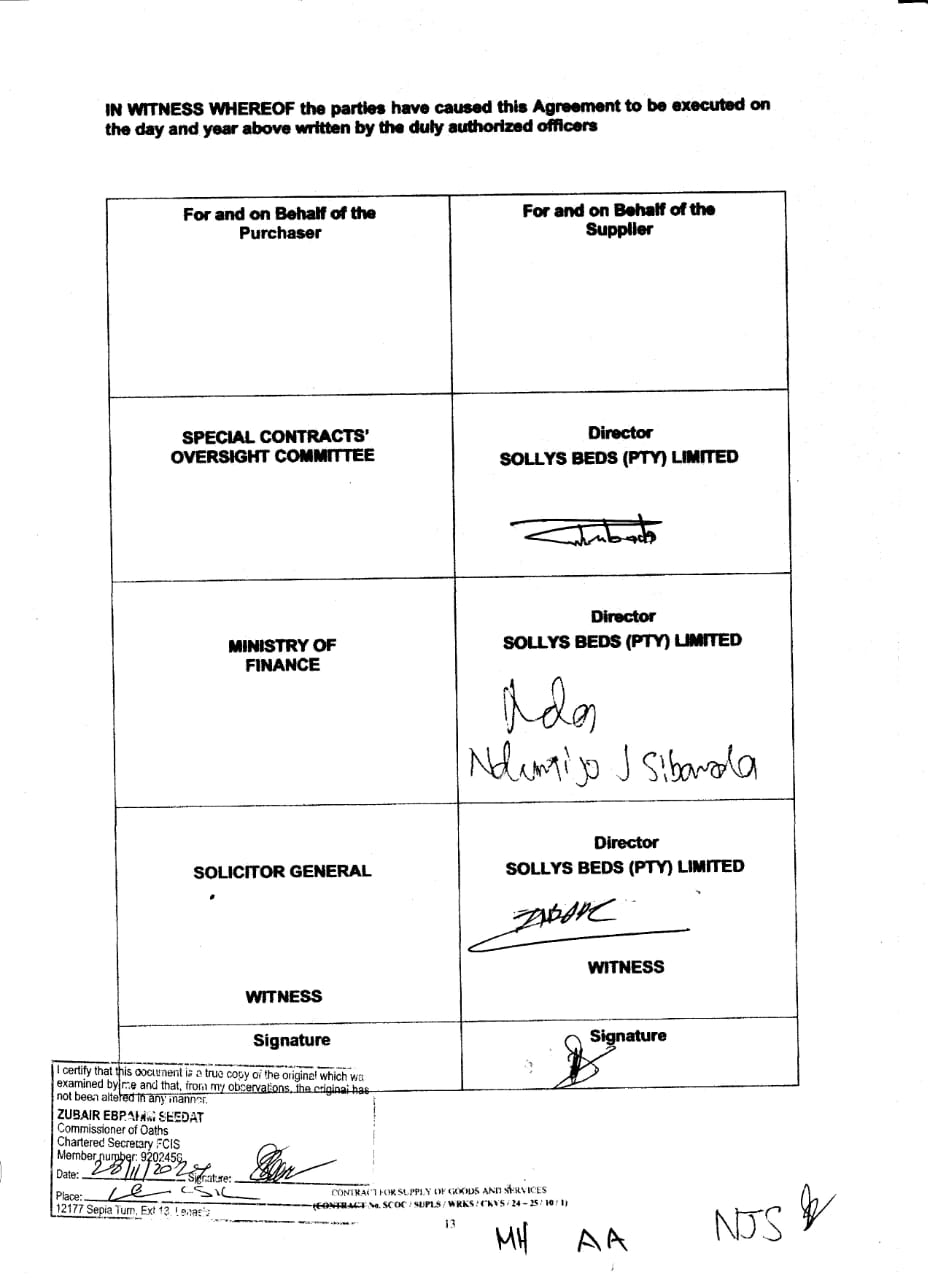 IN WITNESS WHEREOF the parties have caused this Agreement to be executed on
the day and year above written by the duly authorized officers
For and on Behalf of the
Purchaser
For and on Behalf of the
Supplier
SPECIAL CONTRACTS'
OVERSIGHT COMMITTEE
Director
SOLLYS BEDS (PTY) LIMITED
MINISTRY OF
FINANCE
Director
SOLLYS BEDS (PTY) LIMITED
J Sibanda
SOLICITOR GENERAL
WITNESS
Director
SOLLYS BEDS (PTY) LIMITED
WITNESS
Signature
Signature
I certify that this document is a true copy of the original which wa
examined by me and that, from my observations, the original has
not been altered in any manner.
ZUBAIR EBRAHIM SEEDAT
Commissioner of Oaths
Chartered Secretary FCIS
Member number: 9202456
Date: Signature:
Place:
12177 Sepia Turn, Ext 13, Lenasia
CONTRACT FOR SUPPLY OF GOODS AND SERVICES
(CONTRACT No. SCOC / SUPLS / WRKS / CKVS / 24 – 25 / 10 / 1)
13
MH AA NJS